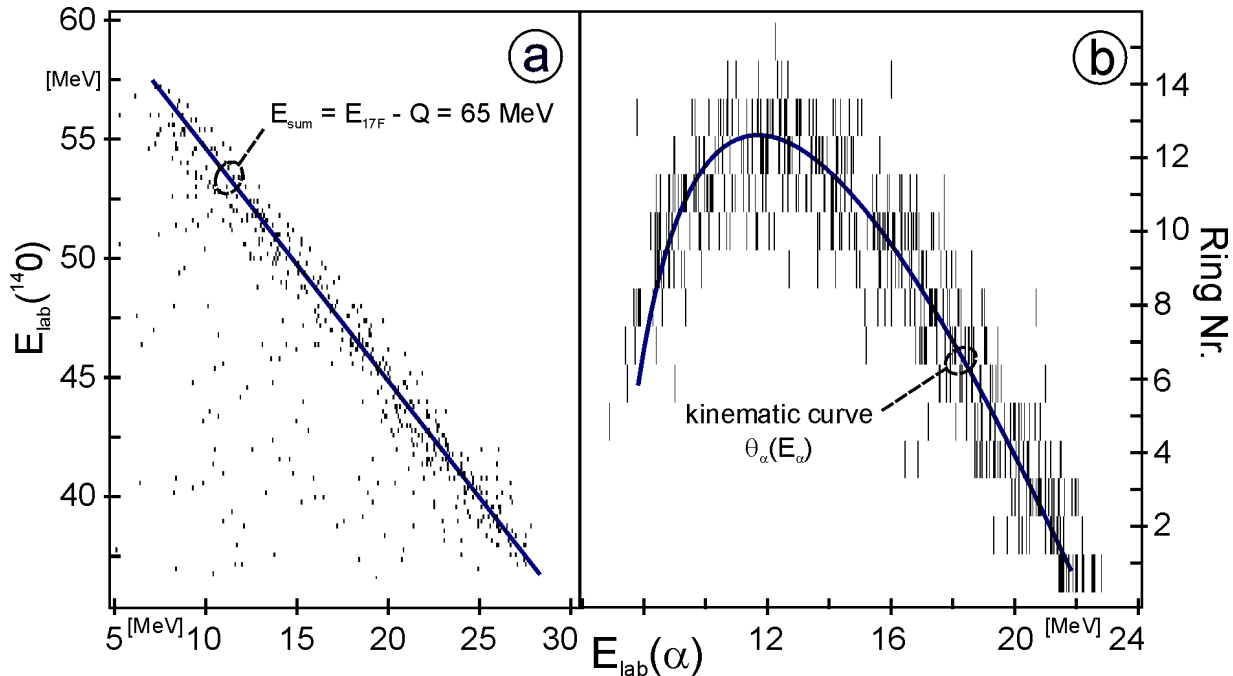 60
[MeV]
55
50
45
40
E_lab(¹⁴0)
a
E_sum = E_17F - Q = 65 MeV
5 [MeV] 10 15 20 25 30
b
14
12
10
8
6
4
2
Ring Nr.
kinematic curve
θ_α(E_α)
12 16 20 [MeV] 24
E_lab(α)